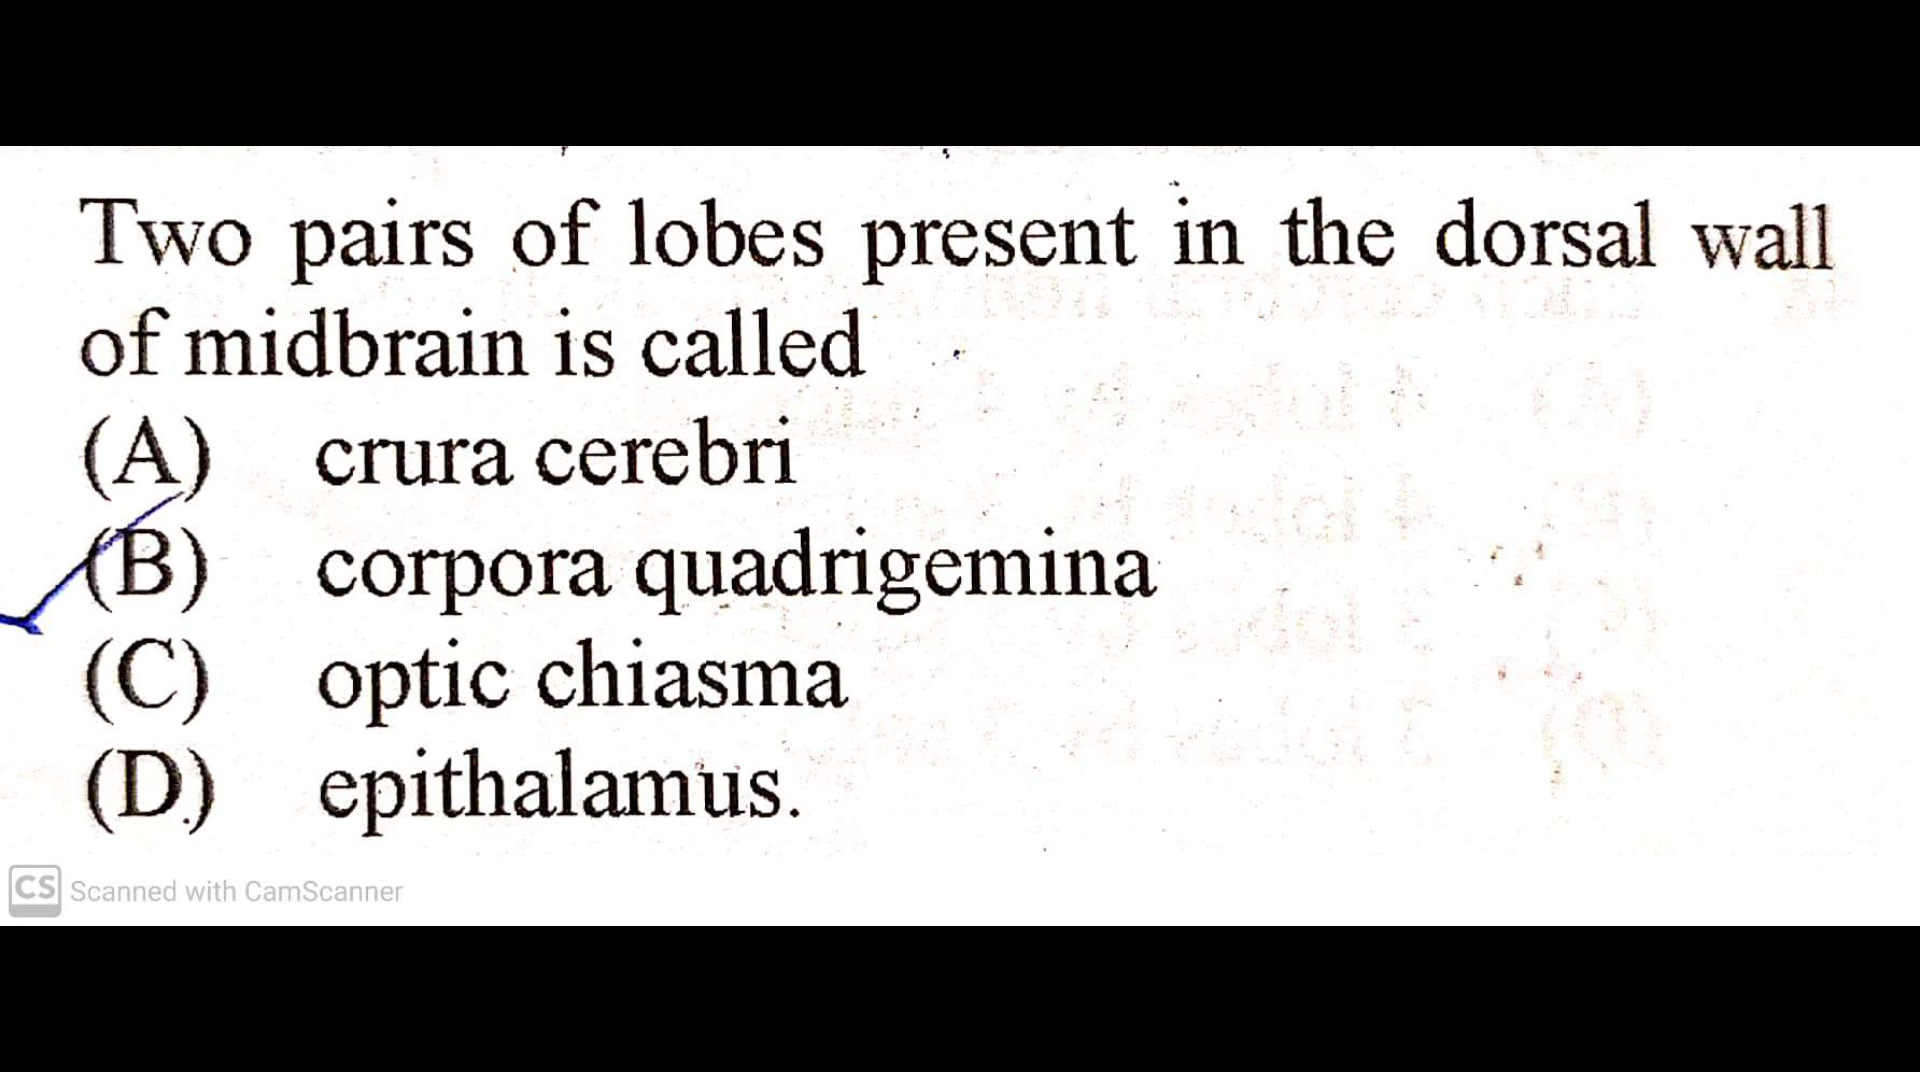 Two pairs of lobes present in the dorsal wall
of midbrain is called
(A) crura cerebri
(B) corpora quadrigemina
(C) optic chiasma
(D) epithalamus.
CS Scanned with CamScanner